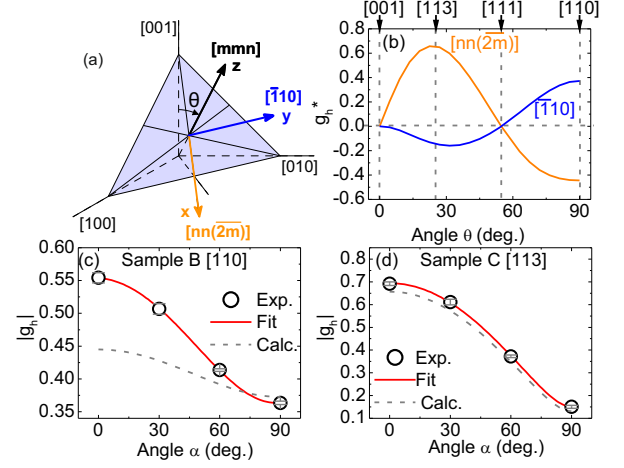 [001]
[mmn]
z
(a)
θ
[1̅10]
y
[010]
x
[100]
[nn(2̅m̅)]
[001] [113] [111] [110]
(b)
[nn(2̅m̅)]
[1̅10]
g_h*
0.8
0.6
0.4
0.2
0.0
-0.2
-0.4
-0.6
0 30 60 90
Angle θ (deg.)
(c) Sample B [110]
|g_h|
0.60
0.55
0.50
0.45
0.40
0.35
Exp.
Fit
Calc.
0 30 60 90
Angle α (deg.)
(d) Sample C [113]
|g_h|
0.8
0.7
0.6
0.5
0.4
0.3
0.2
0.1
Exp.
Fit
Calc.
0 30 60 90
Angle α (deg.)